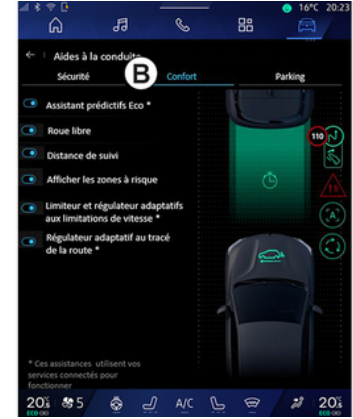 16°C 20:23
← Aides à la conduite
Sécurité B Confort Parking
Assistant prédictifs Eco *
Roue libre
Distance de suivi
Afficher les zones à risque
Limiteur et régulateur adaptatifs
aux limitations de vitesse *
Régulateur adaptatif au tracé
de la route *
110
(A)
* Ces assistances utilisent vos
services connectés pour
fonctionner
20% 5 A/C 20%
ECO ECO